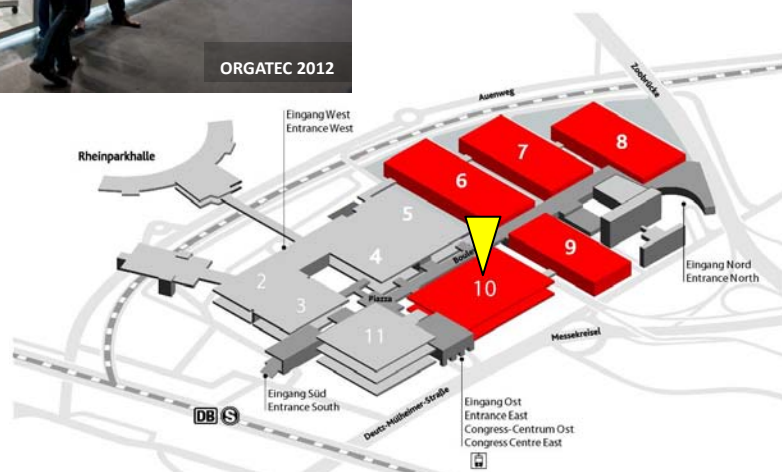 ORGATEC 2012
Zoobrücke
Auenweg
Eingang West
Entrance West
Rheinparkhalle
8
7
6
5
4
9
2
3
10
11
Boule
Piazza
Eingang Nord
Entrance North
Messekreisel
Eingang Süd
Entrance South
Deutz-Mülheimer-Straße
Eingang Ost
Entrance East
Congress-Centrum Ost
Congress Centre East
DB S